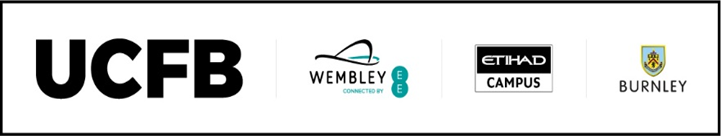 UCFB
WEMBLEY
CONNECTED BY
EE
ETIHAD
CAMPUS
BURNLEY